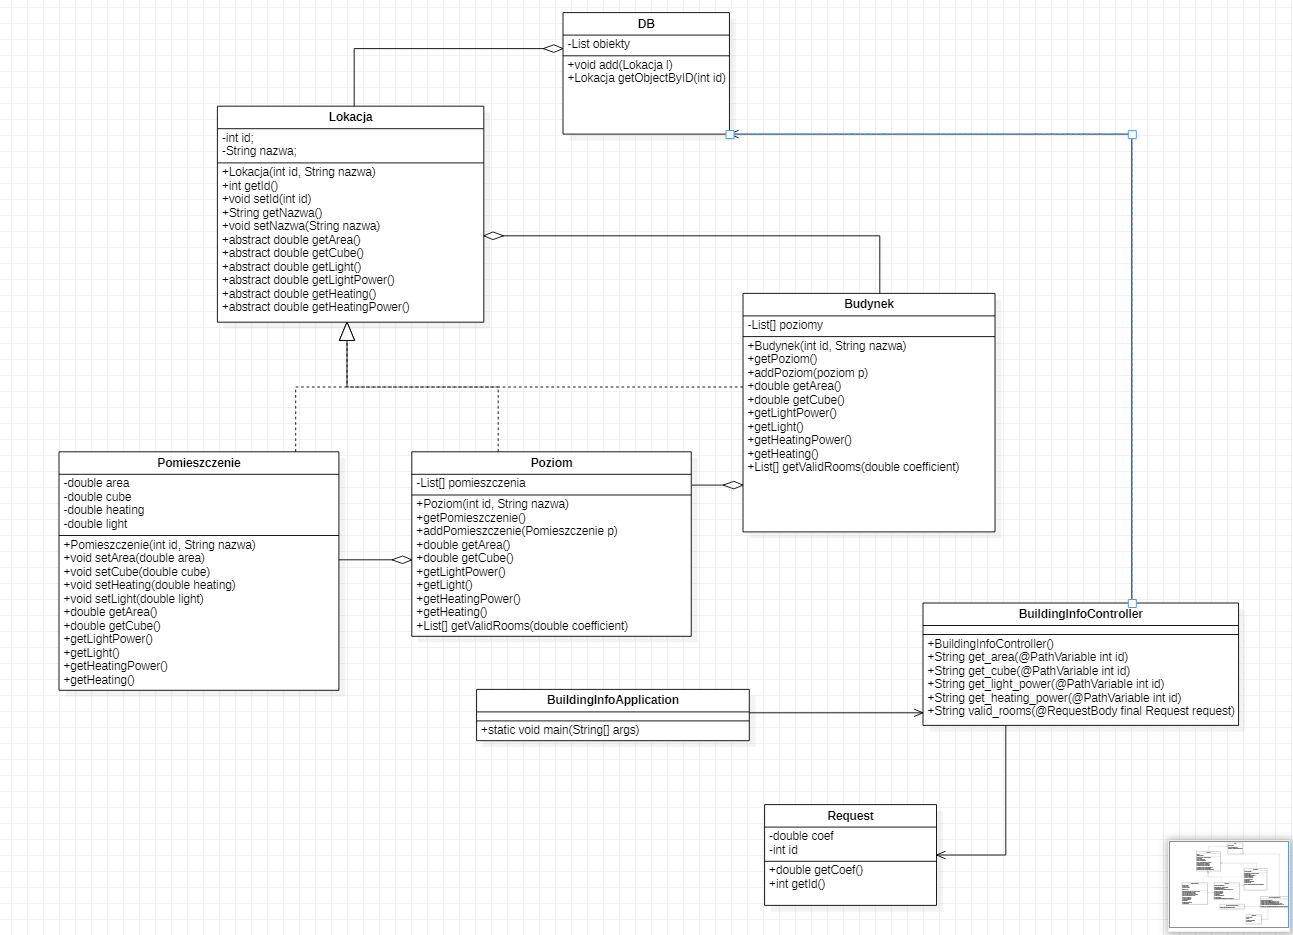 DB
-List obiekty
+void add(Lokacja l)
+Lokacja getObjectByID(int id)
Lokacja
-int id;
-String nazwa;
+Lokacja(int id, String nazwa)
+int getId()
+void setId(int id)
+String getNazwa()
+void setNazwa(String nazwa)
+abstract double getArea()
+abstract double getCube()
+abstract double getLight()
+abstract double getLightPower()
+abstract double getHeating()
+abstract double getHeatingPower()
Budynek
-List[] poziomy
+Budynek(int id, String nazwa)
+getPoziom()
+addPoziom(poziom p)
+double getArea()
+double getCube()
+getLightPower()
+getLight()
+getHeatingPower()
+getHeating()
+List[] getValidRooms(double coefficient)
Pomieszczenie
-double area
-double cube
-double heating
-double light
+Pomieszczenie(int id, String nazwa)
+void setArea(double area)
+void setCube(double cube)
+void setHeating(double heating)
+void setLight(double light)
+double getArea()
+double getCube()
+getLightPower()
+getLight()
+getHeatingPower()
+getHeating()
Poziom
-List[] pomieszczenia
+Poziom(int id, String nazwa)
+getPomieszczenie()
+addPomieszczenie(Pomieszczenie p)
+double getArea()
+double getCube()
+getLightPower()
+getLight()
+getHeatingPower()
+getHeating()
+List[] getValidRooms(double coefficient)
BuildingInfoController
+BuildingInfoController()
+String get_area(@PathVariable int id)
+String get_cube(@PathVariable int id)
+String get_light_power(@PathVariable int id)
+String get_heating_power(@PathVariable int id)
+String valid_rooms(@RequestBody final Request request)
BuildingInfoApplication
+static void main(String[] args)
Request
-double coef
-int id
+double getCoef()
+int getId()